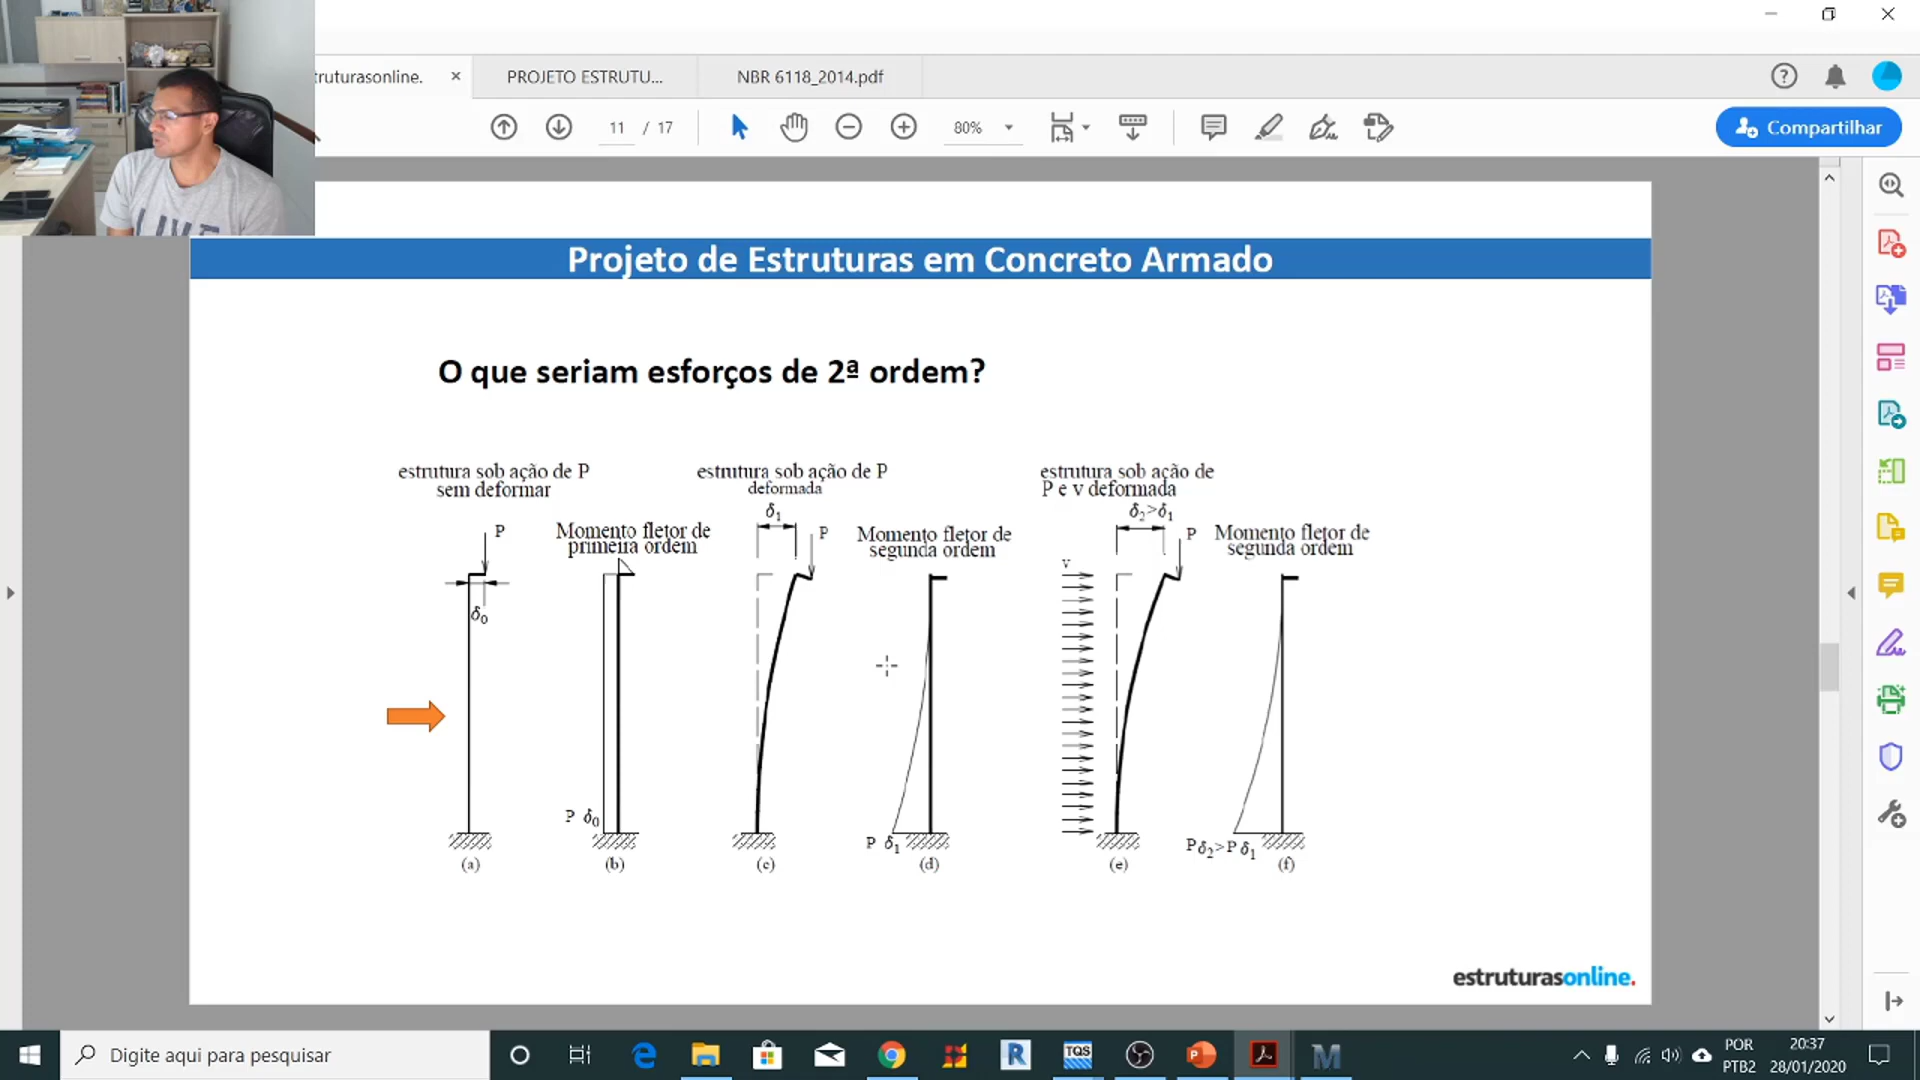 truturasonline.
PROJETO ESTRUTU...
NBR 6118_2014.pdf
11 / 17
80%
Compartilhar
LIVE
Projeto de Estruturas em Concreto Armado
O que seriam esforços de 2ª ordem?
estrutura sob ação de P
sem deformar
P
δ0
(a)
Momento fletor de
primeira ordem
P δ0
(b)
estrutura sob ação de P
deformada
δ1
P
(c)
Momento fletor de
segunda ordem
P δ1
(d)
estrutura sob ação de
P e v deformada
δ2>δ1
P
v
(e)
Momento fletor de
segunda ordem
Pδ2>P δ1
(f)
estruturasonline.
Digite aqui para pesquisar
TQS
POR
PTB2
20:37
28/01/2020